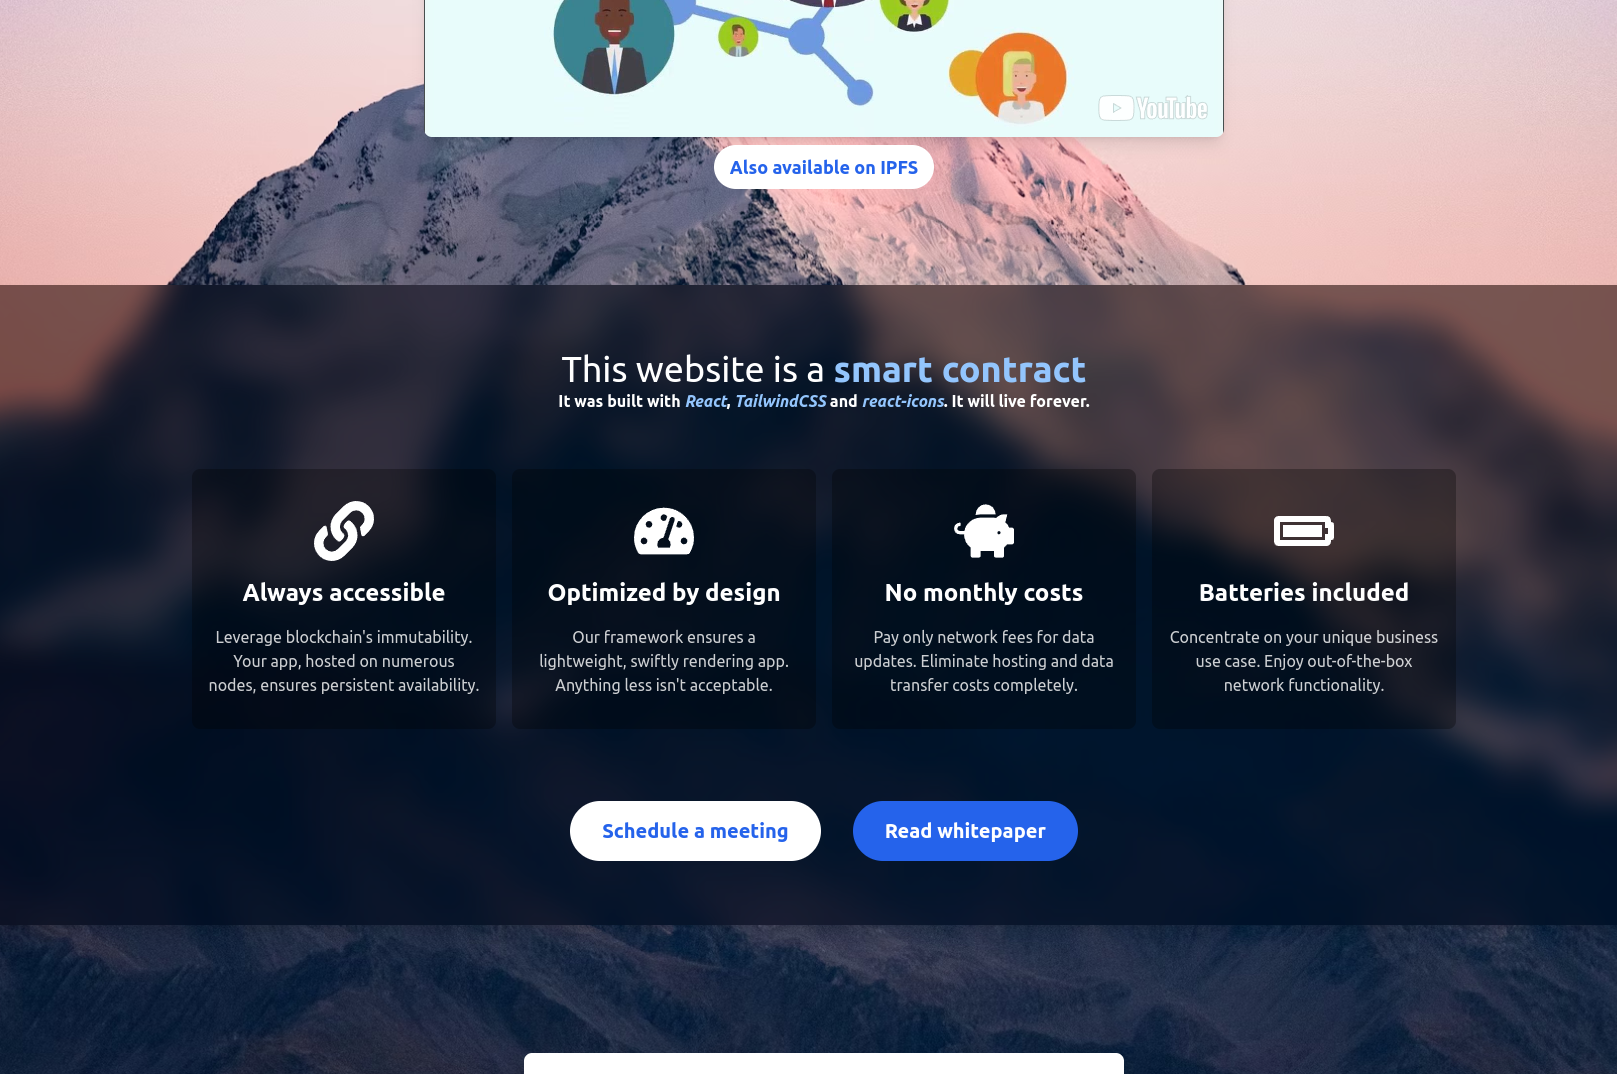 YouTube
Also available on IPFS
This website is a smart contract
It was built with React, TailwindCSS and react-icons. It will live forever.
Always accessible
Leverage blockchain's immutability.
Your app, hosted on numerous
nodes, ensures persistent availability.
Optimized by design
Our framework ensures a
lightweight, swiftly rendering app.
Anything less isn't acceptable.
No monthly costs
Pay only network fees for data
updates. Eliminate hosting and data
transfer costs completely.
Batteries included
Concentrate on your unique business
use case. Enjoy out-of-the-box
network functionality.
Schedule a meeting
Read whitepaper